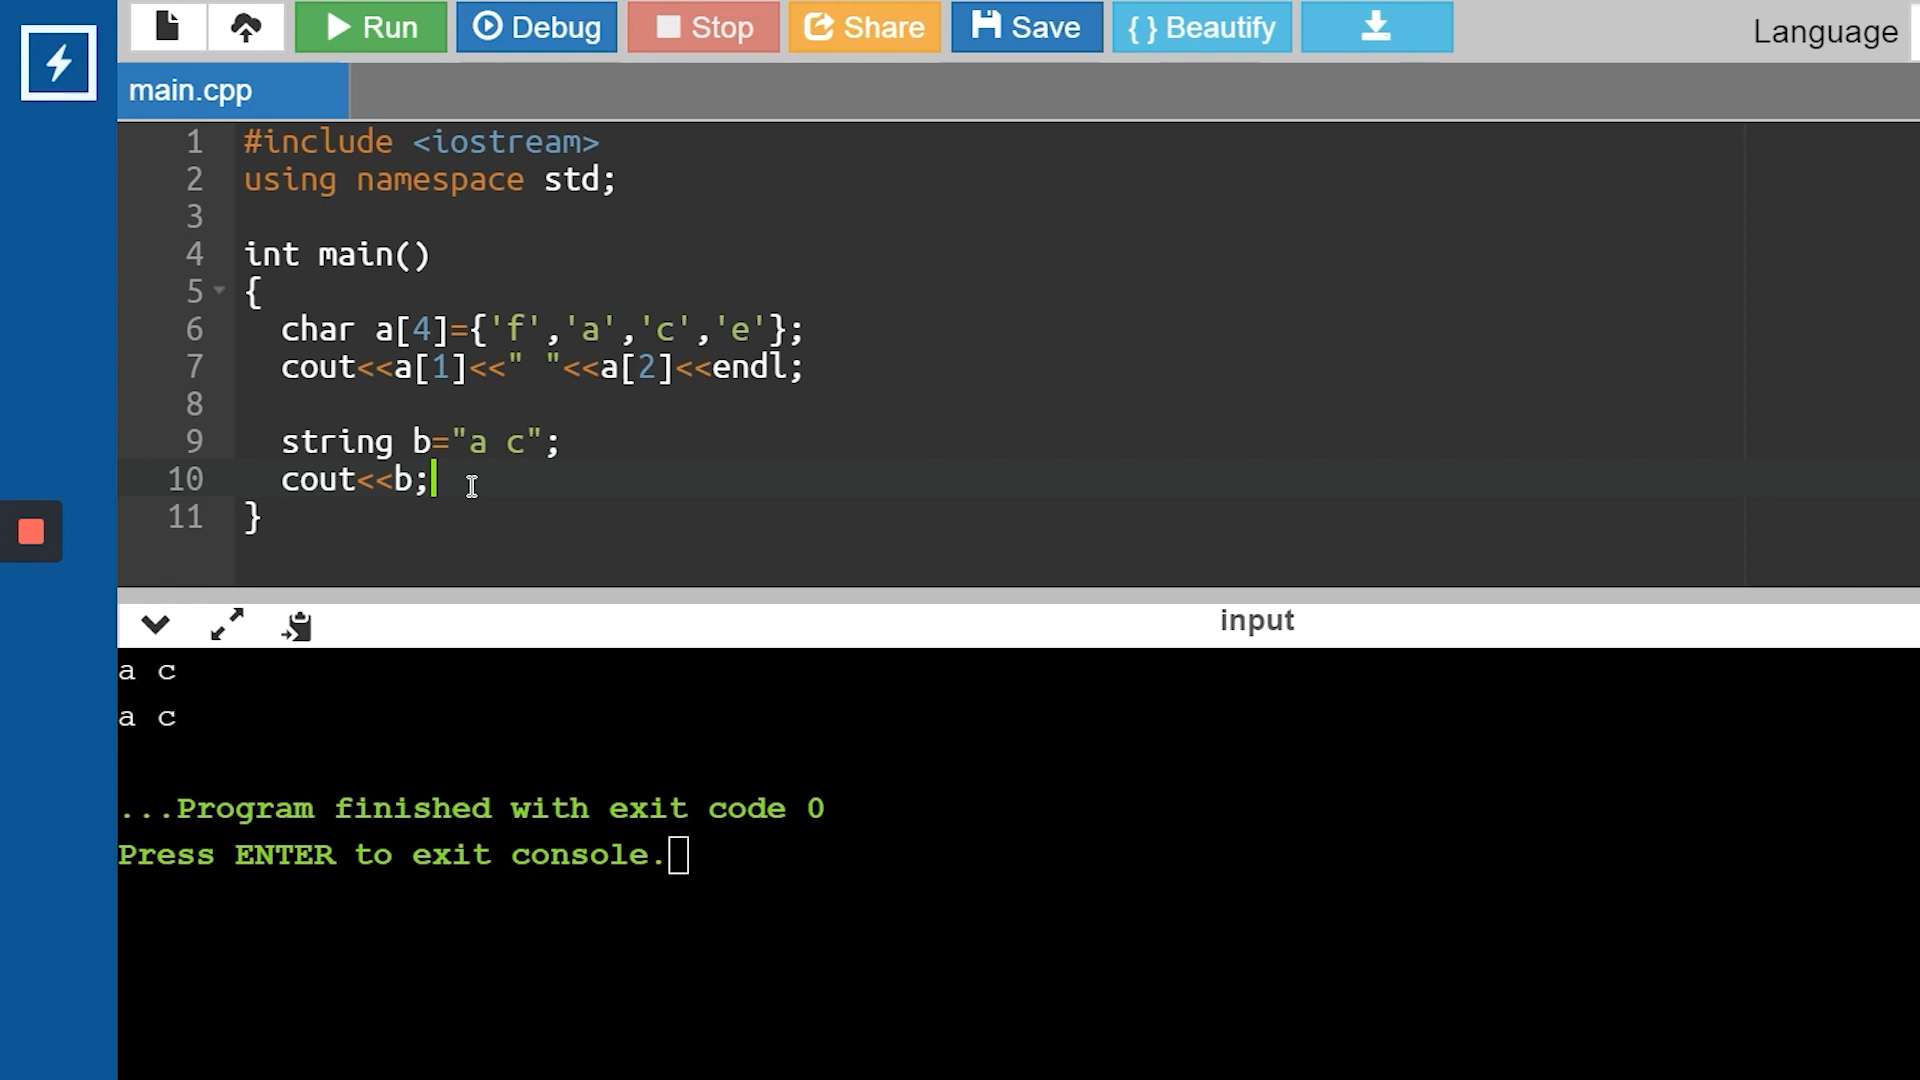 Run Debug Stop Share Save { } Beautify Language
main.cpp
1 #include <iostream>
2 using namespace std;
3
4 int main()
5 {
6 char a[4]={'f','a','c','e'};
7 cout<<a[1]<<" "<<a[2]<<endl;
8
9 string b="a c";
10 cout<<b;
11 }
input
a c
a c
...Program finished with exit code 0
Press ENTER to exit console.